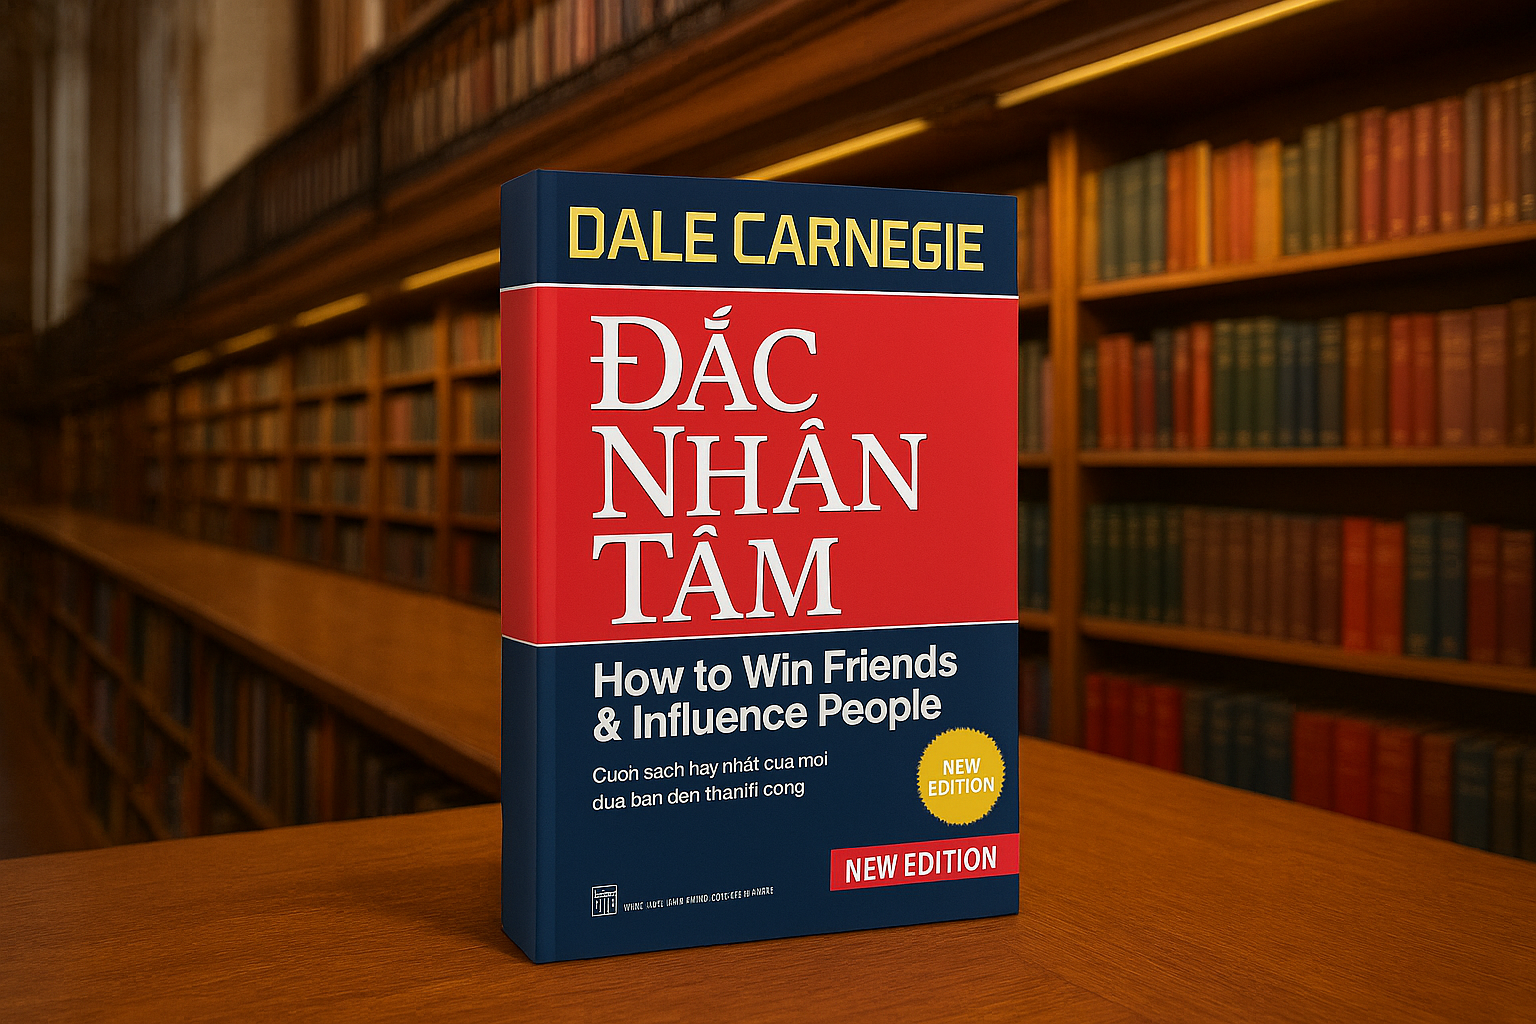 DALE CARNEGIE
ĐẮC
NHÂN
TÂM
How to Win Friends
& Influence People
Cuoh sach hay nhát cua moi
dua ban den thanifi cong
NEW
EDITION
NEW EDITION